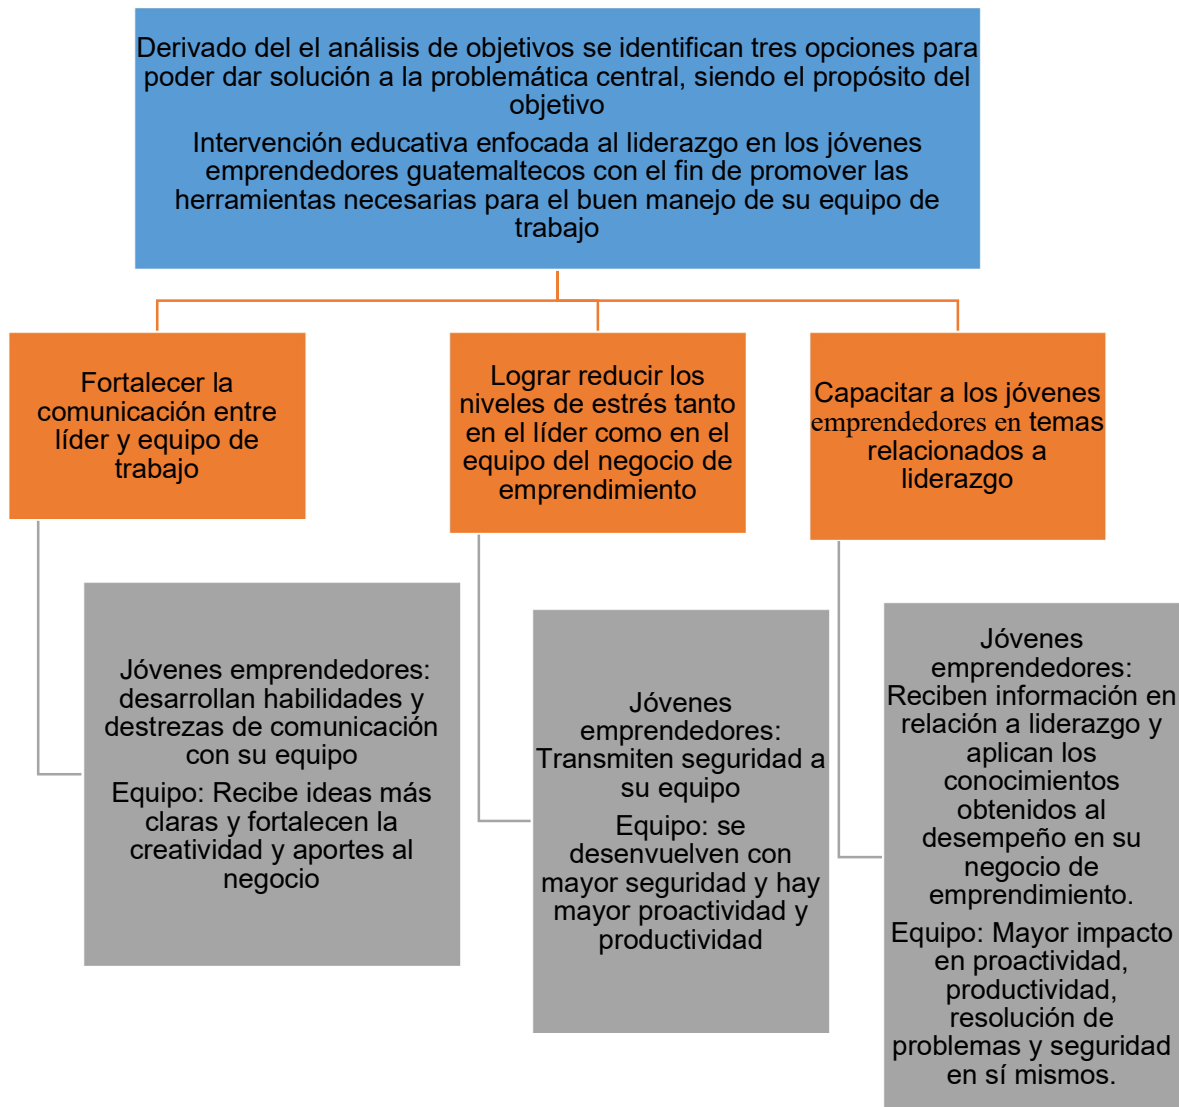 Derivado del el análisis de objetivos se identifican tres opciones para
poder dar solución a la problemática central, siendo el propósito del
objetivo
Intervención educativa enfocada al liderazgo en los jóvenes
emprendedores guatemaltecos con el fin de promover las
herramientas necesarias para el buen manejo de su equipo de
trabajo
Fortalecer la
comunicación entre
líder y equipo de
trabajo
Lograr reducir los
niveles de estrés tanto
en el líder como en el
equipo del negocio de
emprendimiento
Capacitar a los jóvenes
emprendedores en temas
relacionados a
liderazgo
Jóvenes emprendedores:
desarrollan habilidades y
destrezas de comunicación
con su equipo
Equipo: Recibe ideas más
claras y fortalecen la
creatividad y aportes al
negocio
Jóvenes
emprendedores:
Transmiten seguridad a
su equipo
Equipo: se
desenvuelven con
mayor seguridad y hay
mayor proactividad y
productividad
Jóvenes
emprendedores:
Reciben información en
relación a liderazgo y
aplican los
conocimientos
obtenidos al
desempeño en su
negocio de
emprendimiento.
Equipo: Mayor impacto
en proactividad,
productividad,
resolución de
problemas y seguridad
en sí mismos.